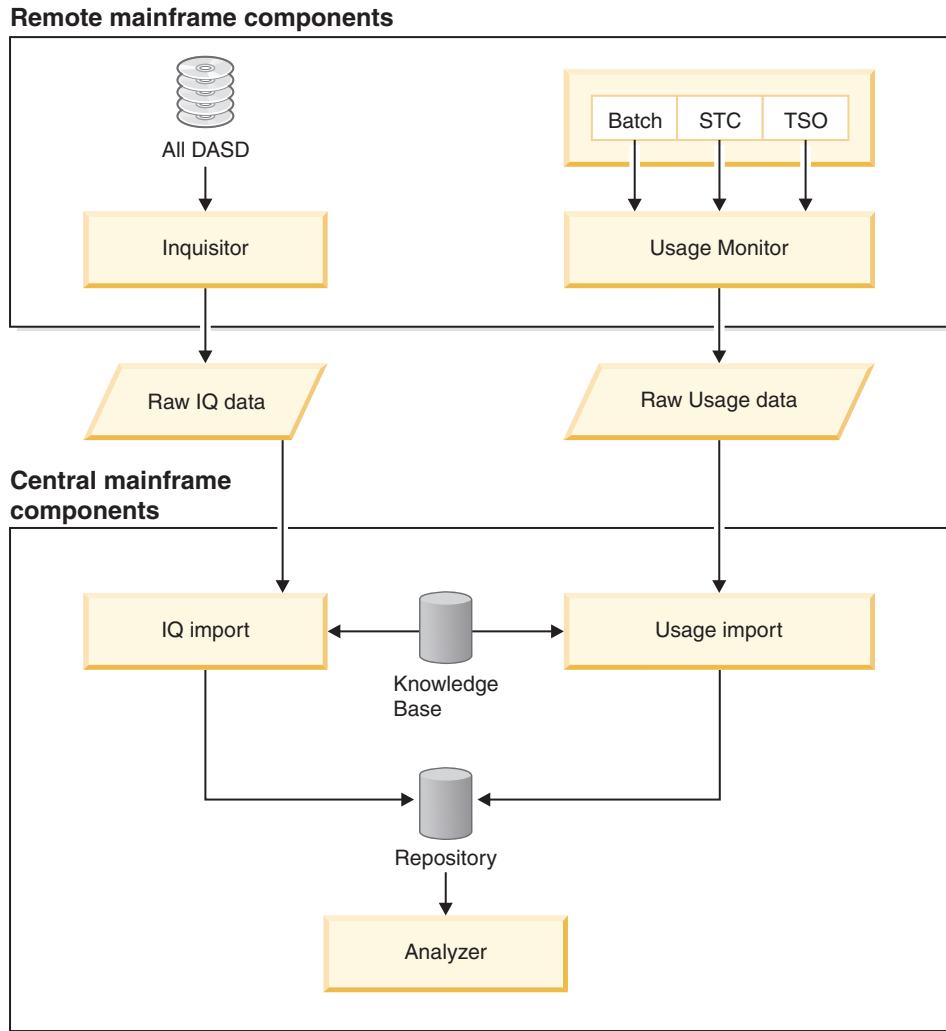 Remote mainframe components
All DASD
Batch
STC
TSO
Inquisitor
Usage Monitor
Raw IQ data
Raw Usage data
Central mainframe
components
IQ import
Usage import
Knowledge
Base
Repository
Analyzer